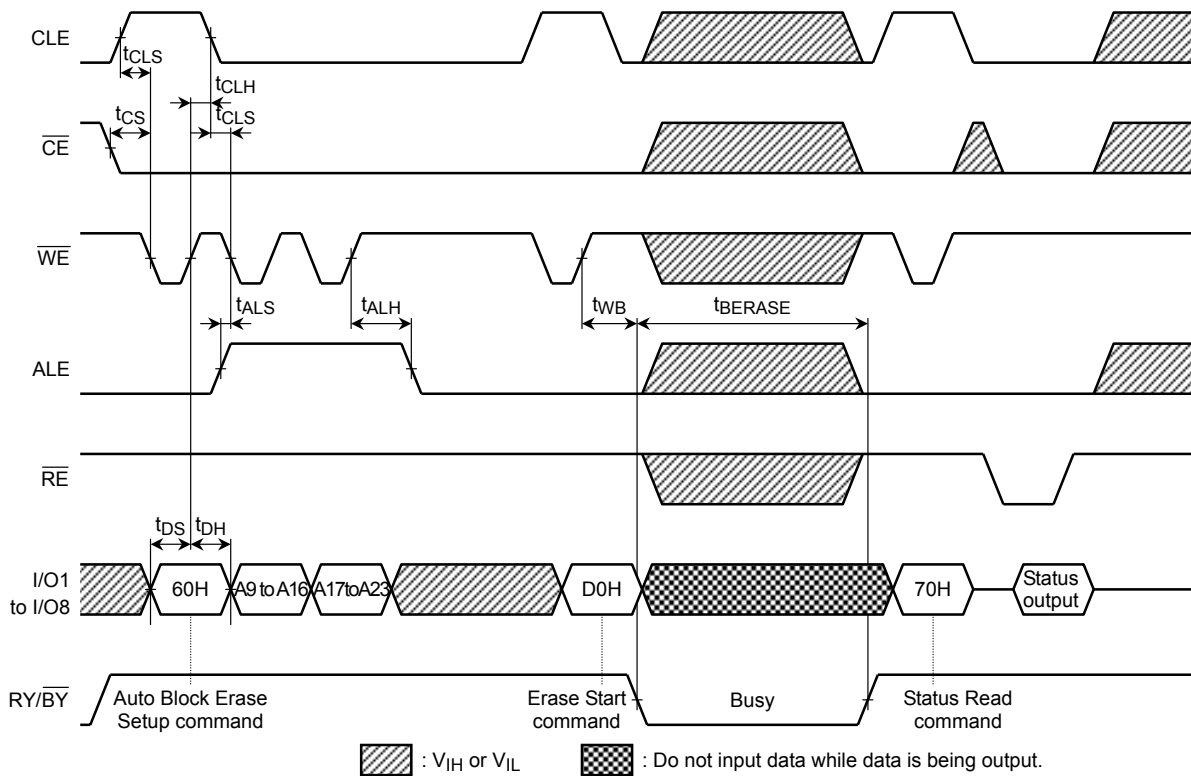 CLE
tCLS
tCLH
tCS
tCLS
CE
WE
tALS
tALH
tWB
tBERASE
ALE
RE
tDS
tDH
I/O1
to I/O8
60H
A9 to A16
A17 to A23
D0H
70H
Status
output
RY/BY
Auto Block Erase
Setup command
Erase Start
command
Busy
Status Read
command
: VIH or VIL
: Do not input data while data is being output.